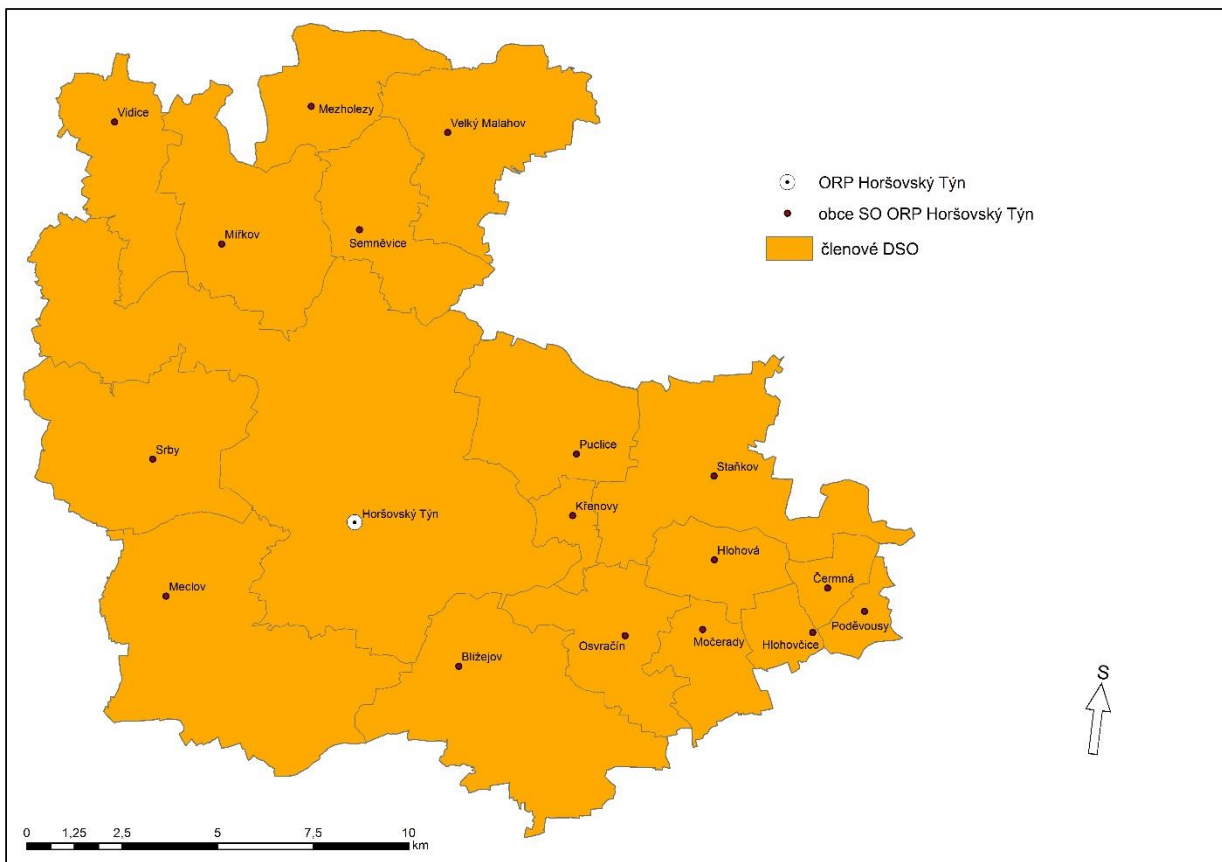 Vidice
Mezholezy
Velký Malahov
Mířkov
Semněvice
ORP Horšovský Týn
obce SO ORP Horšovský Týn
členové DSO
Srby
Puclice
Staňkov
Křenovy
Horšovský Týn
Hlohová
Čermná
Meclov
Poděvousy
Osvračín
Močerady
Hlohovčice
Blížejov
S
0 1,25 2,5 5 7,5 10
km